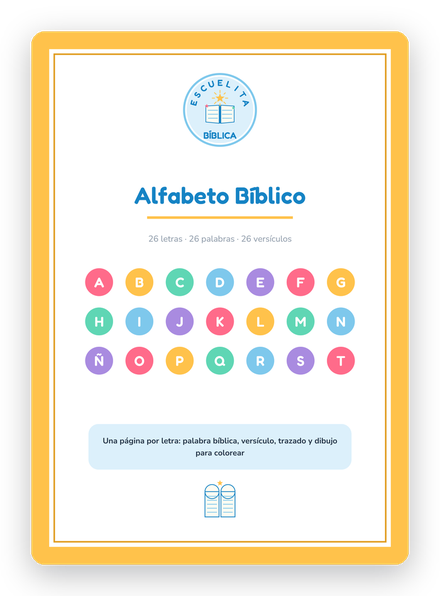 ESCUELITA
BÍBLICA
Alfabeto Bíblico
26 letras · 26 palabras · 26 versículos
A B C D E F G
H I J K L M N
Ñ O P Q R S T
Una página por letra: palabra bíblica, versículo, trazado y dibujo
para colorear